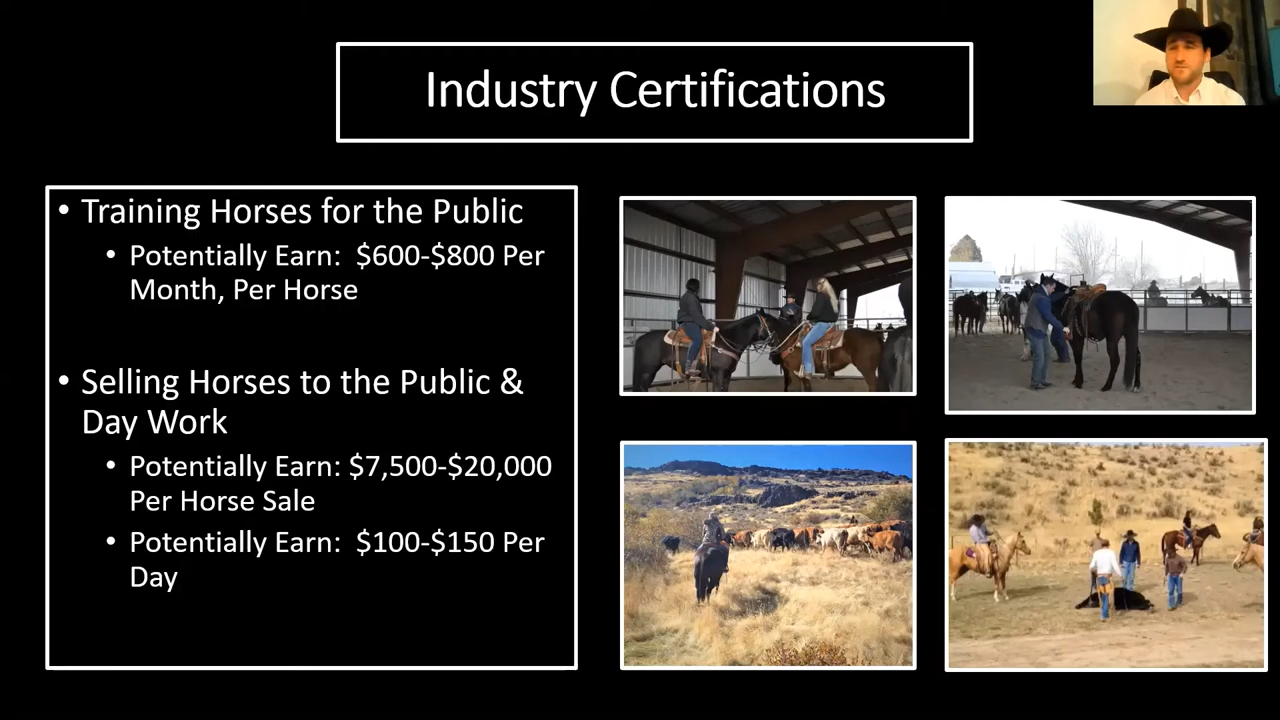 Industry Certifications
• Training Horses for the Public
• Potentially Earn: $600-$800 Per
Month, Per Horse
• Selling Horses to the Public &
Day Work
• Potentially Earn: $7,500-$20,000
Per Horse Sale
• Potentially Earn: $100-$150 Per
Day